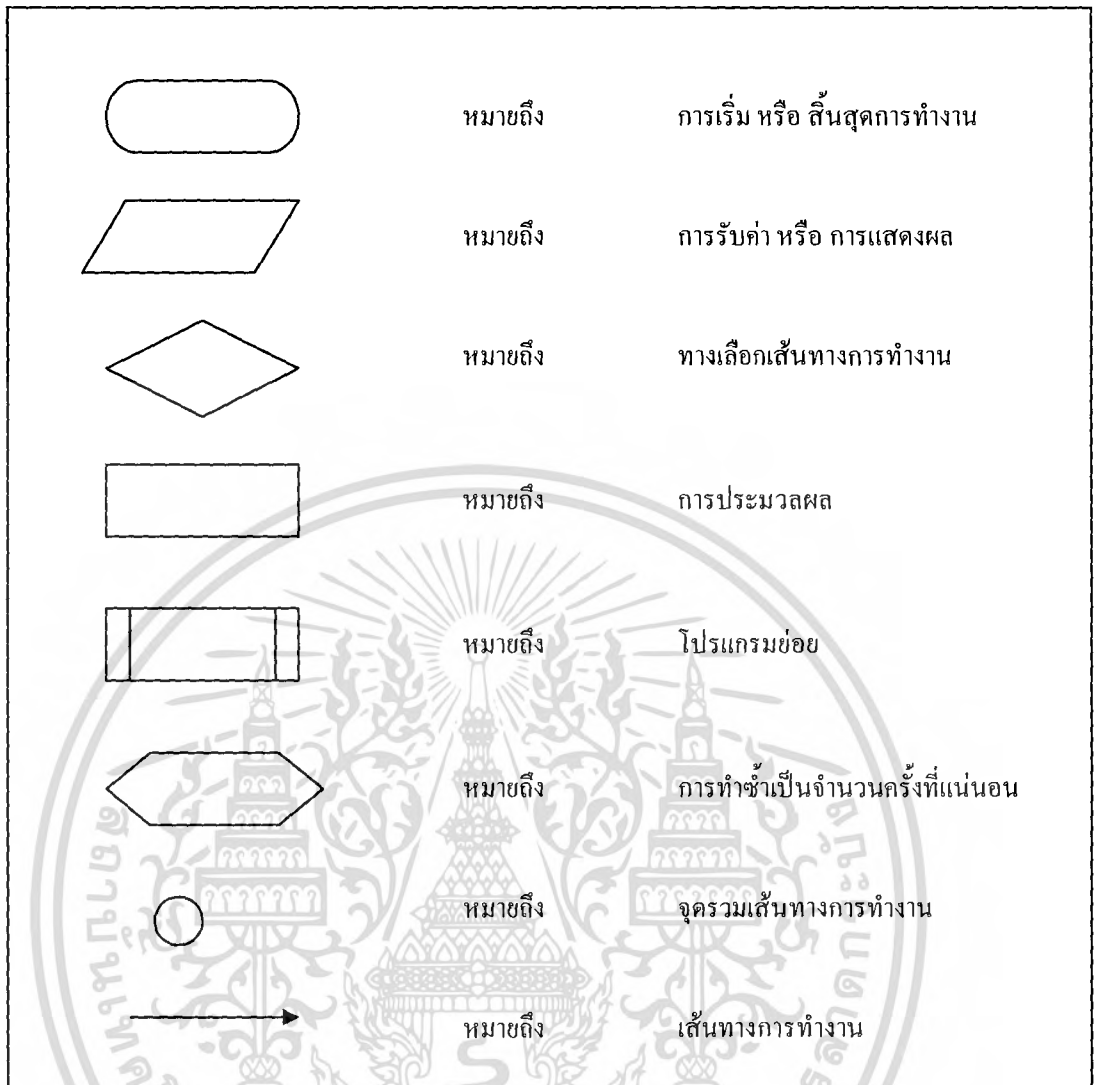 หมายถึง การเริ่ม หรือ สิ้นสุดการทำงาน
หมายถึง การรับค่า หรือ การแสดงผล
หมายถึง ทางเลือกเส้นทางการทำงาน
หมายถึง การประมวลผล
หมายถึง โปรแกรมย่อย
หมายถึง การทำซ้ำเป็นจำนวนครั้งที่แน่นอน
หมายถึง จุดรวมเส้นทางการทำงาน
หมายถึง เส้นทางการทำงาน